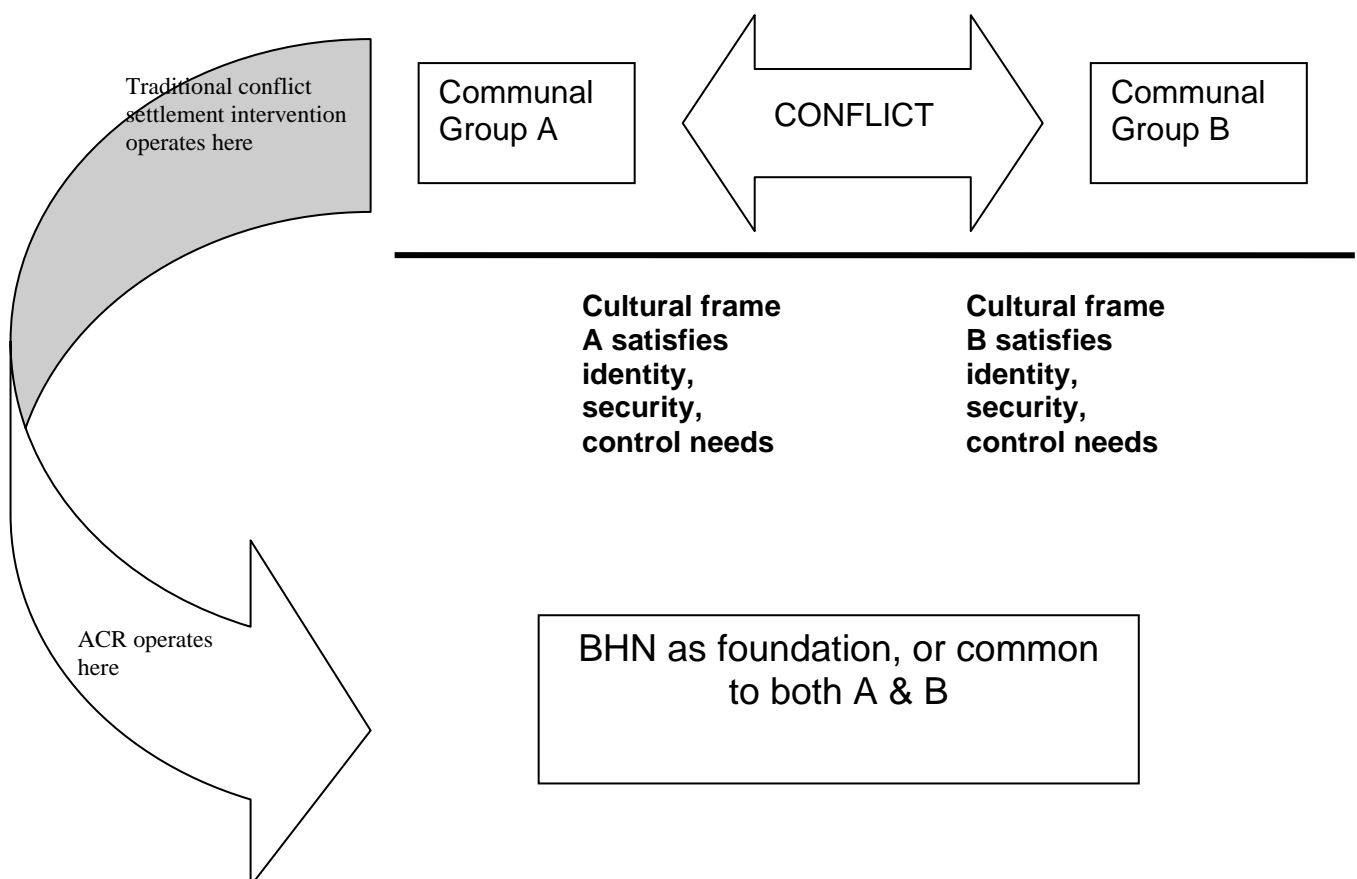 Traditional conflict
settlement intervention
operates here
Communal
Group A
CONFLICT
Communal
Group B
Cultural frame
A satisfies
identity,
security,
control needs
Cultural frame
B satisfies
identity,
security,
control needs
ACR operates
here
BHN as foundation, or common
to both A & B